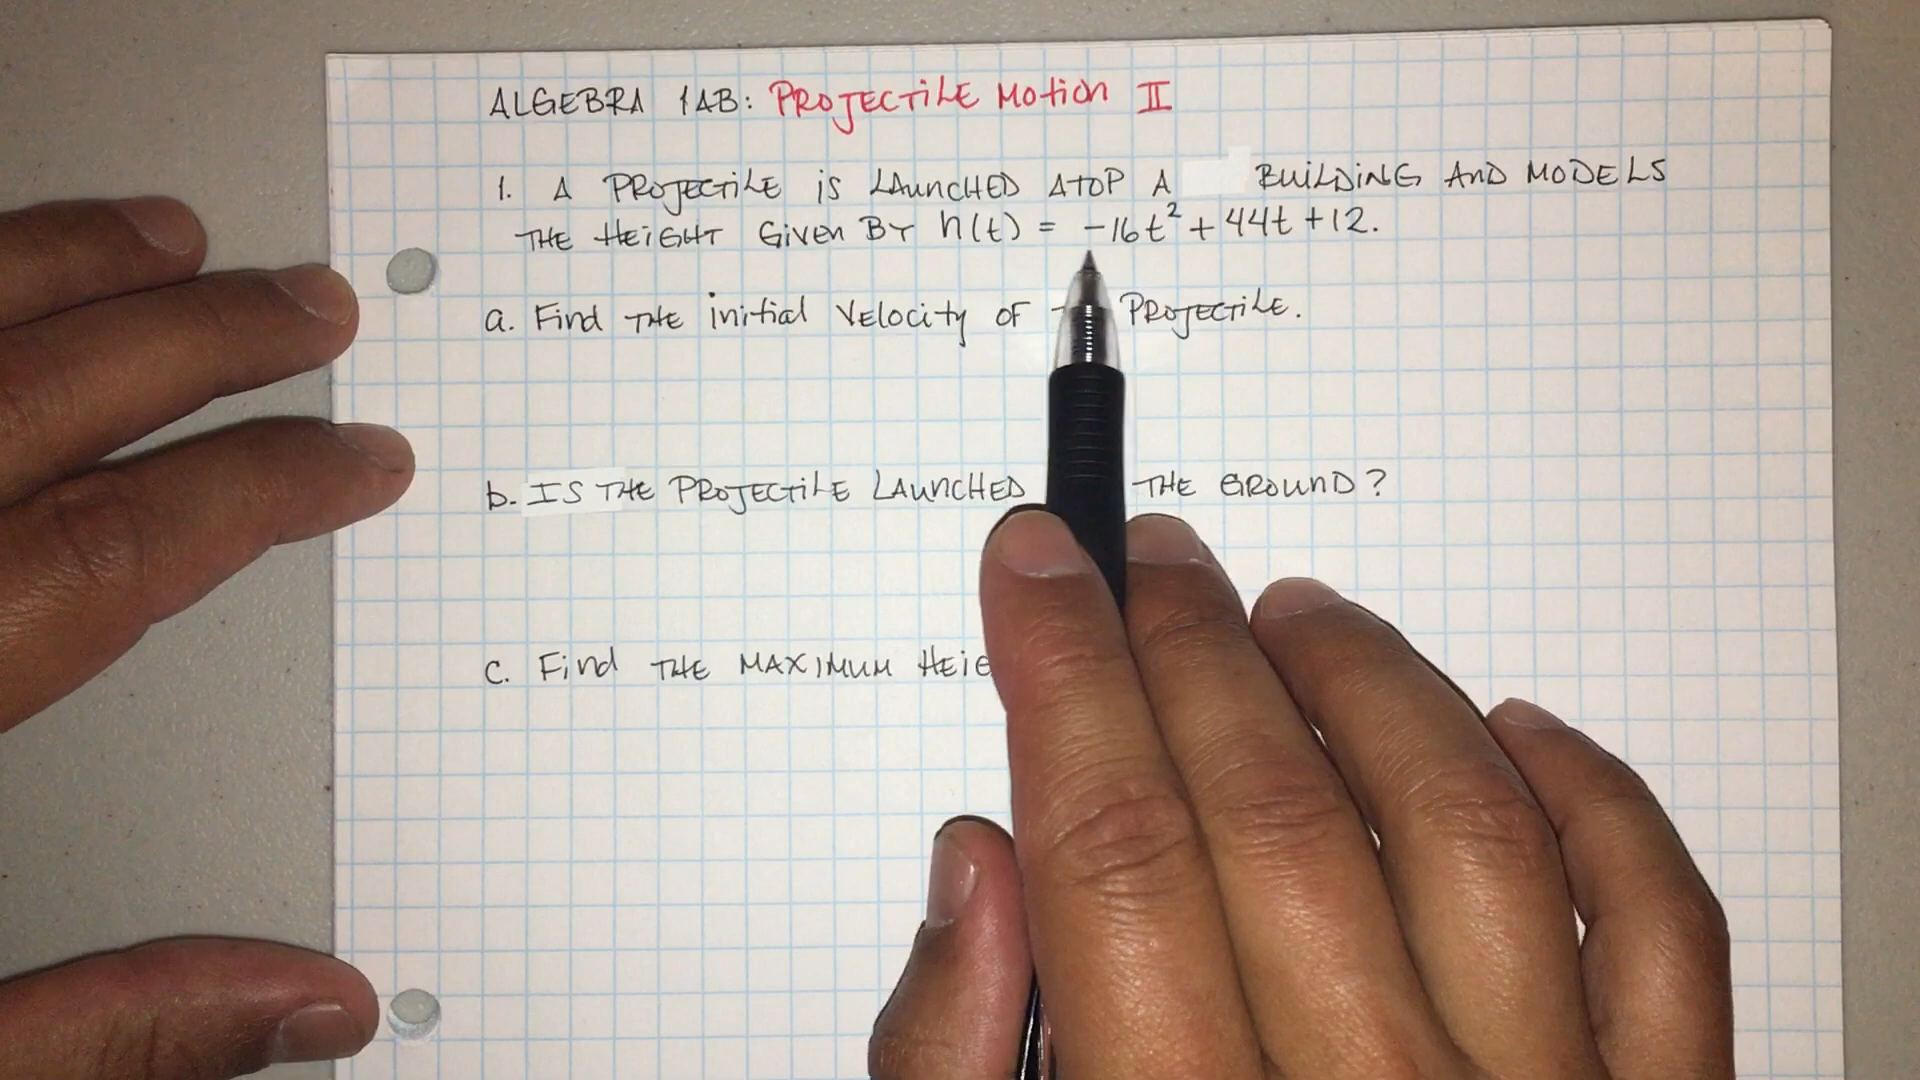 ALGEBRA 1AB: PROJECTILE MOTION II
1. A PROJECTILE IS LAUNCHED ATOP A BUILDING AND MODELS
THE HEIGHT GIVEN BY h(t) = -16t² + 44t + 12.
a. Find THE initial VELOCITY OF PROJECTILE.
b. IS THE PROJECTILE LAUNCHED THE GROUND?
c. Find THE MAXIMUM